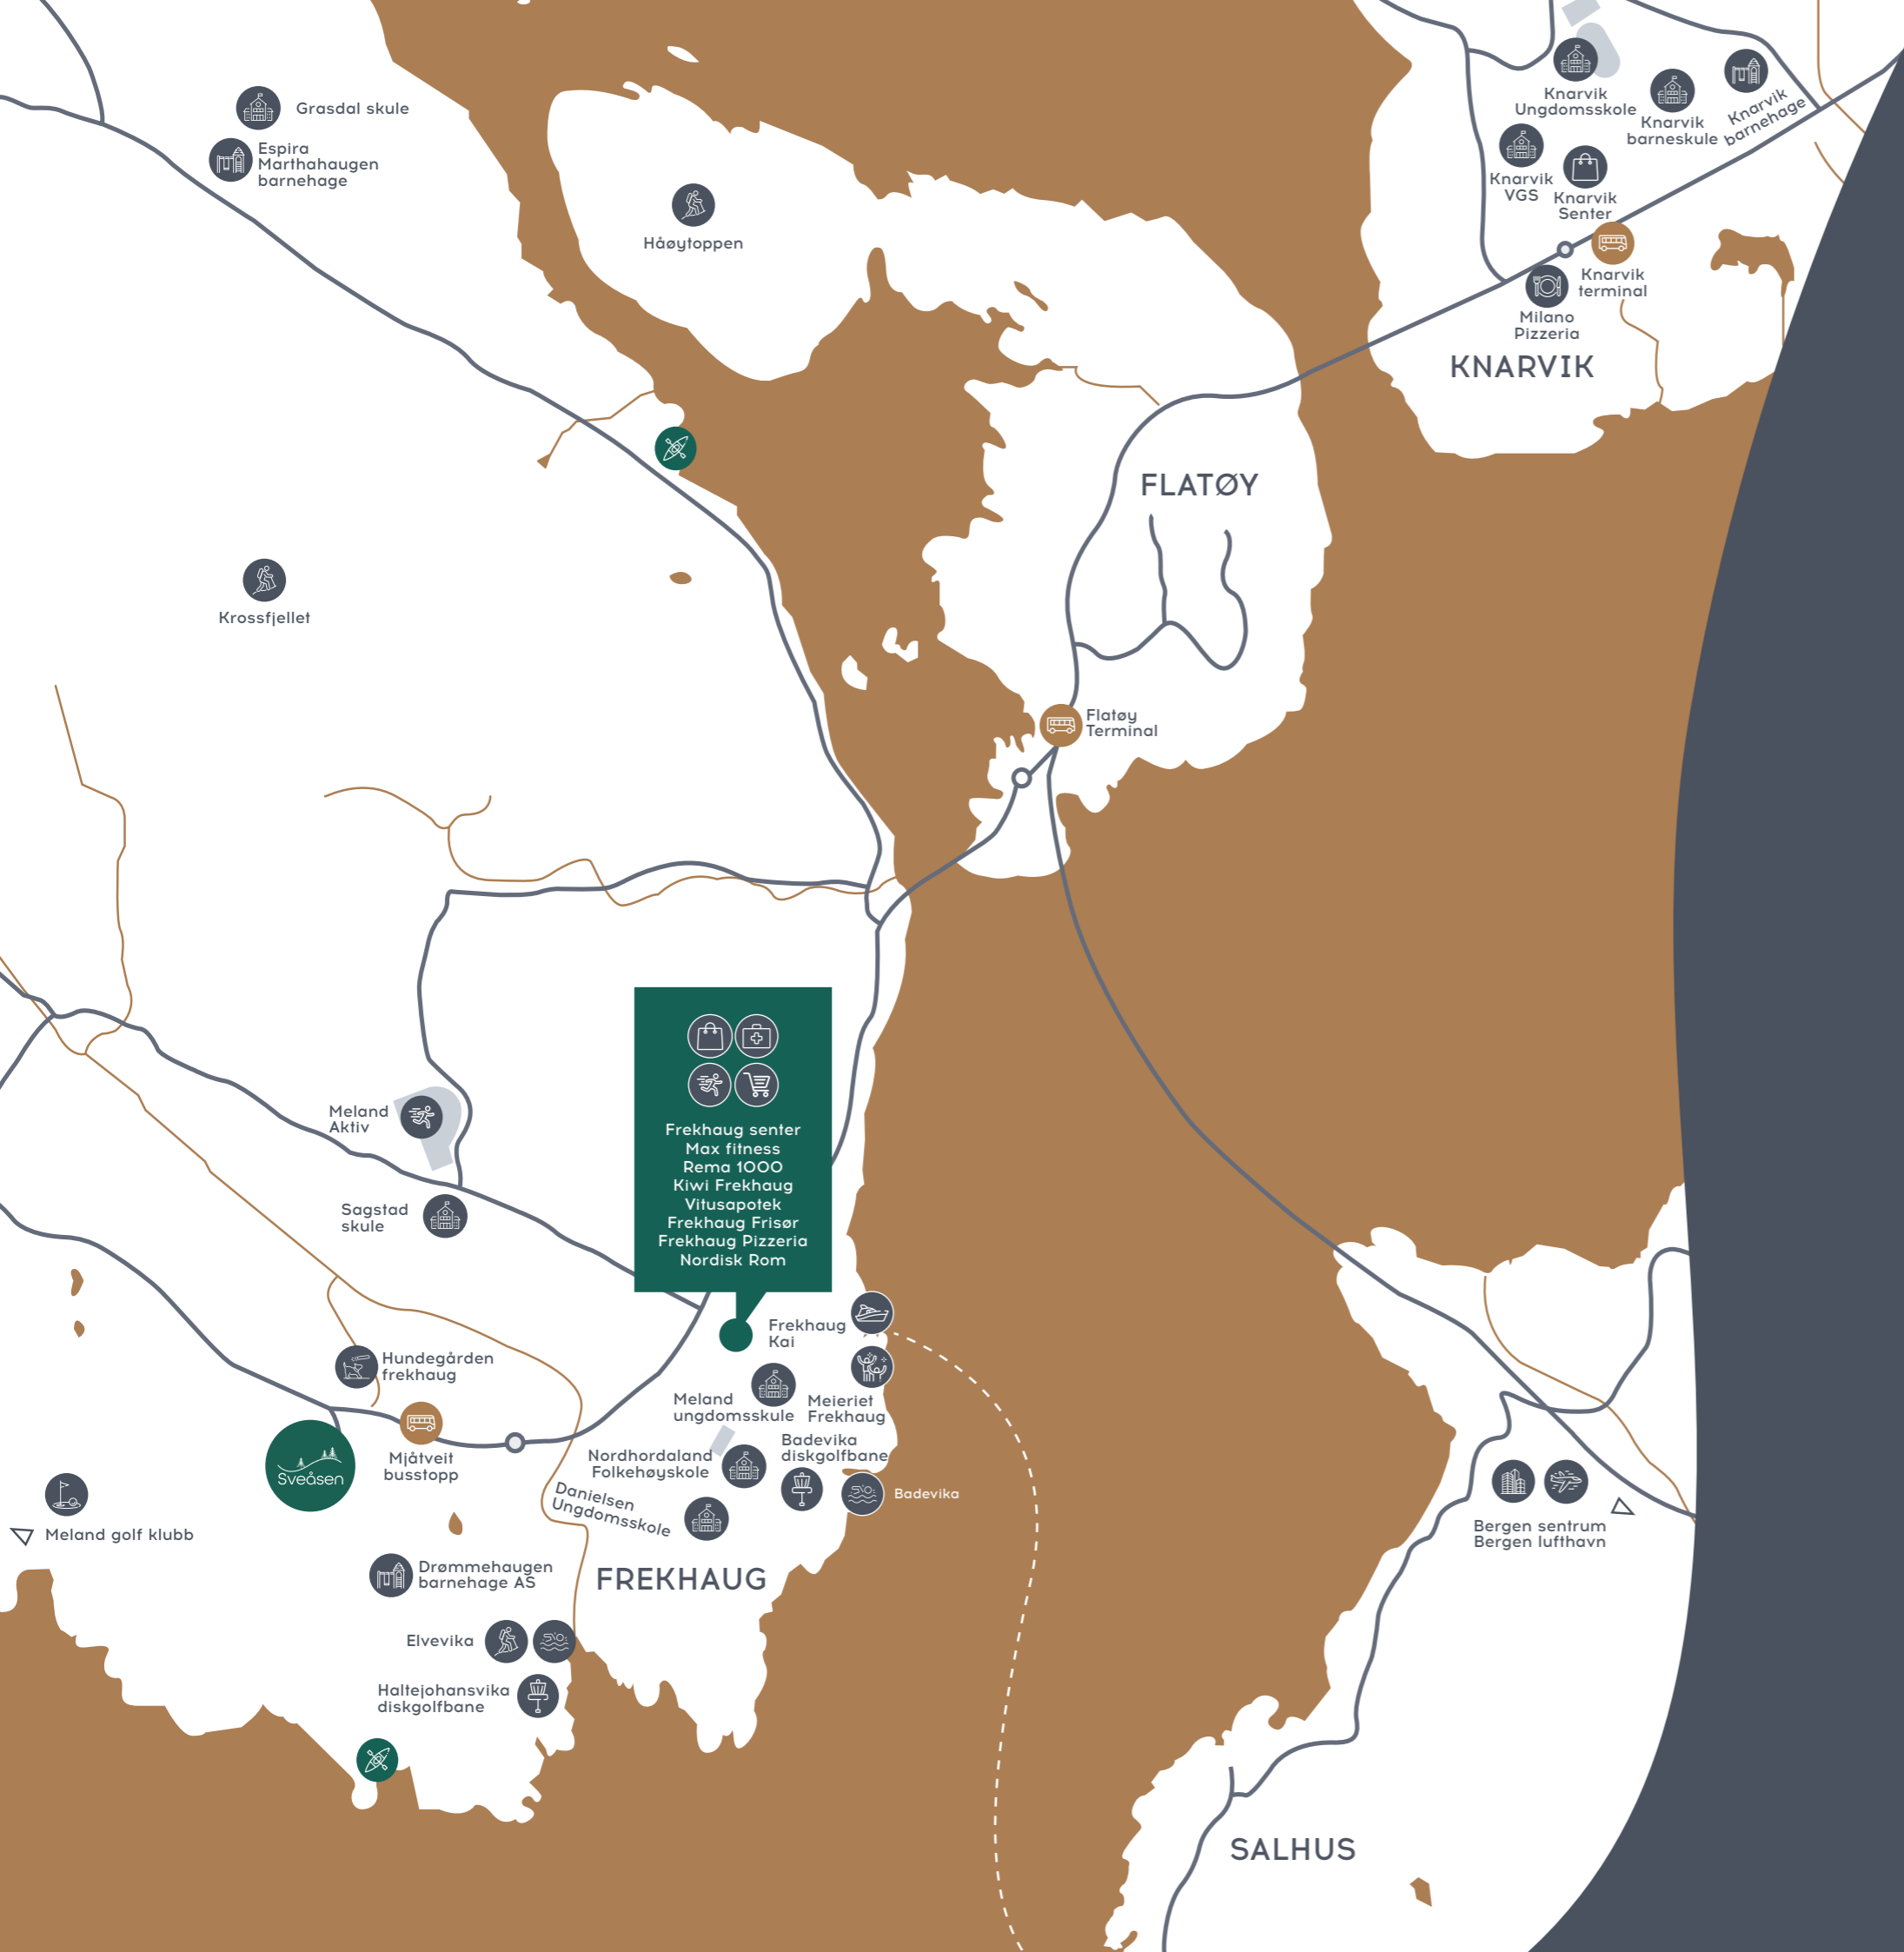 Grasdal skule
Espira
Marthahaugen
barnehage
Håøytoppen
Knarvik
Ungdomsskole
Knarvik
barneskule
Knarvik
barnehage
Knarvik
VGS
Knarvik
Senter
Knarvik
terminal
Milano
Pizzeria
KNARVIK
FLATØY
Krossfjellet
Flatøy
Terminal
Meland
Aktiv
Sagstad
skule
Frekhaug senter
Max fitness
Rema 1000
Kiwi Frekhaug
Vitusapotek
Frekhaug Frisør
Frekhaug Pizzeria
Nordisk Rom
Frekhaug
Kai
Hundegården
frekhaug
Meland
ungdomsskule
Meieriet
Frekhaug
Mjåtveit
busstopp
Sveåsen
Nordhordaland
Folkehøyskole
Badevika
diskgolfbane
Badevika
Danielsen
Ungdomsskole
Meland golf klubb
Bergen sentrum
Bergen lufthavn
Drømmehaugen
barnehage AS
FREKHAUG
Elvevika
Haltejohansvika
diskgolfbane
SALHUS